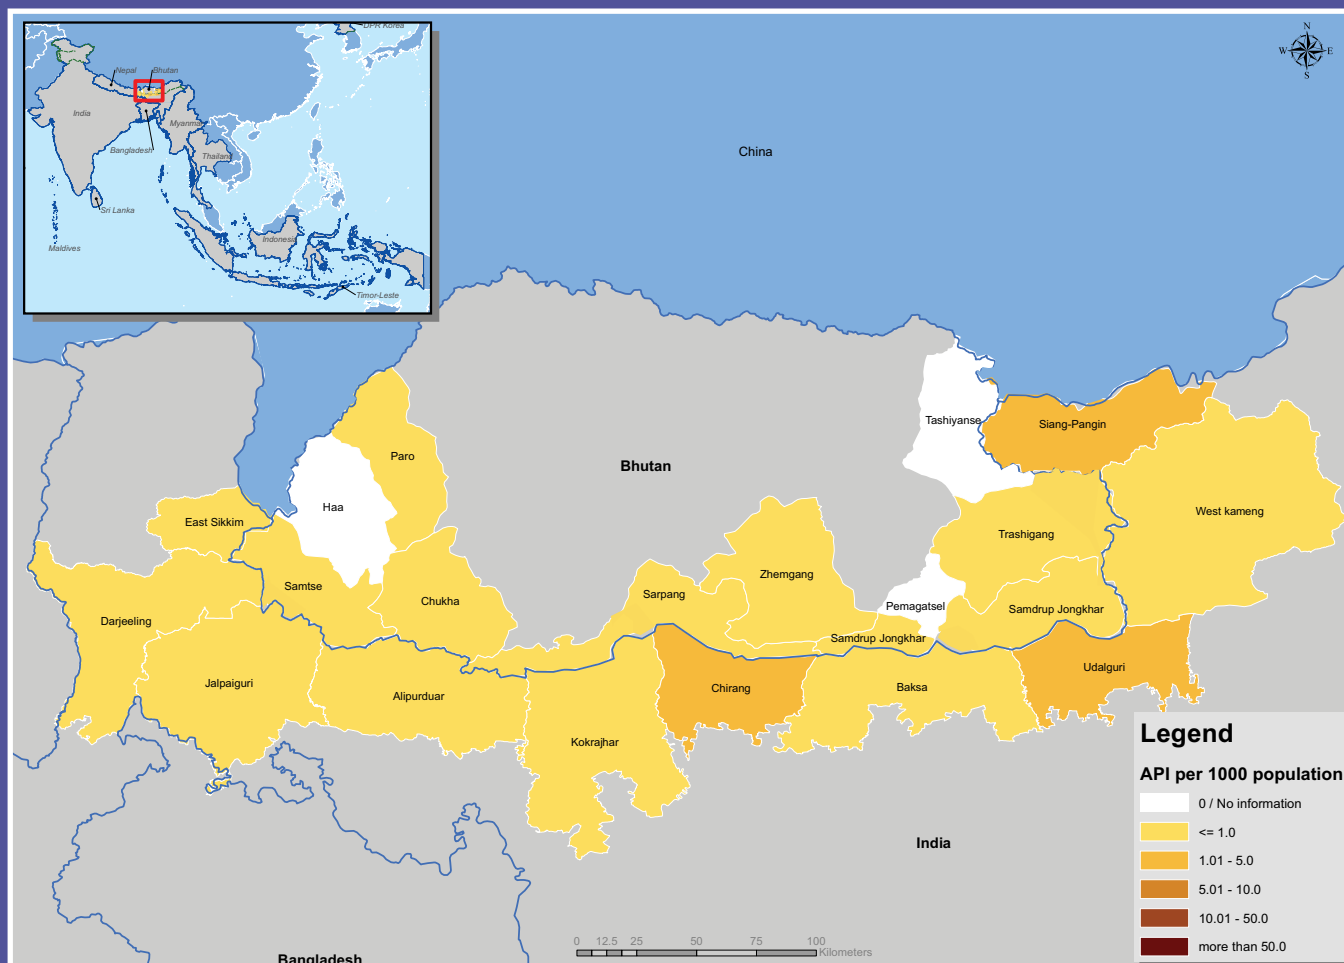 DPR Korea
Nepal
Bhutan
India
Myanmar
Bangladesh
Thailand
Sri Lanka
Maldives
Indonesia
Timor-Leste
N
W
E
S
China
Tashiyanse
Siang-Pangin
Paro
Bhutan
Haa
West kameng
East Sikkim
Trashigang
Zhemgang
Samtse
Sarpang
Chukha
Pemagatsel
Samdrup Jongkhar
Darjeeling
Samdrup Jongkhar
Udalguri
Jalpaiguri
Chirang
Baksa
Alipurduar
Kokrajhar
India
Bangladesh
Legend
API per 1000 population
0 / No information
<= 1.0
1.01 - 5.0
5.01 - 10.0
10.01 - 50.0
more than 50.0
0 12.5 25 50 75 100
Kilometers